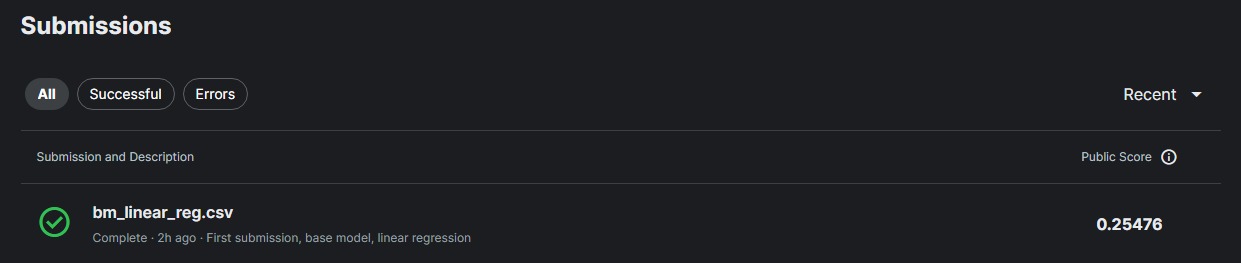 Submissions
All Successful Errors Recent
Submission and Description Public Score
bm_linear_reg.csv
0.25476
Complete · 2h ago · First submission, base model, linear regression